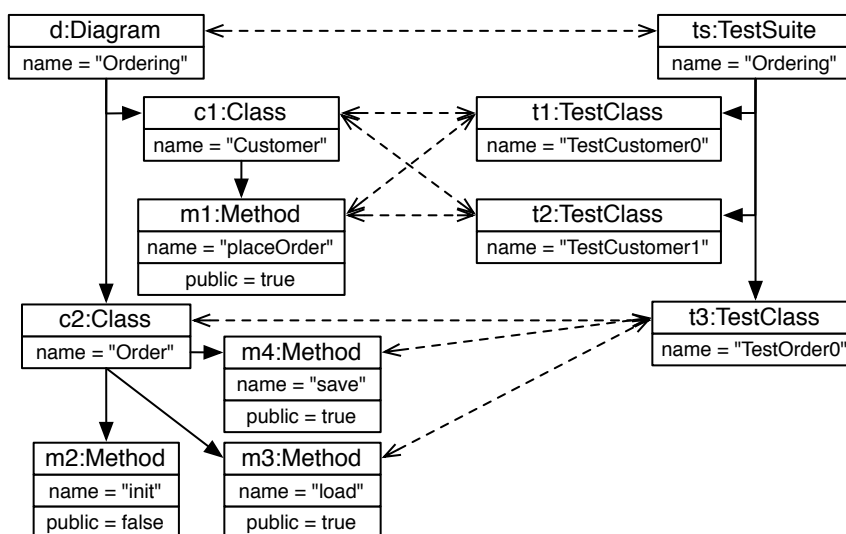 d:Diagram
name = "Ordering"
ts:TestSuite
name = "Ordering"
c1:Class
name = "Customer"
t1:TestClass
name = "TestCustomer0"
m1:Method
name = "placeOrder"
public = true
t2:TestClass
name = "TestCustomer1"
c2:Class
name = "Order"
t3:TestClass
name = "TestOrder0"
m4:Method
name = "save"
public = true
m2:Method
name = "init"
public = false
m3:Method
name = "load"
public = true